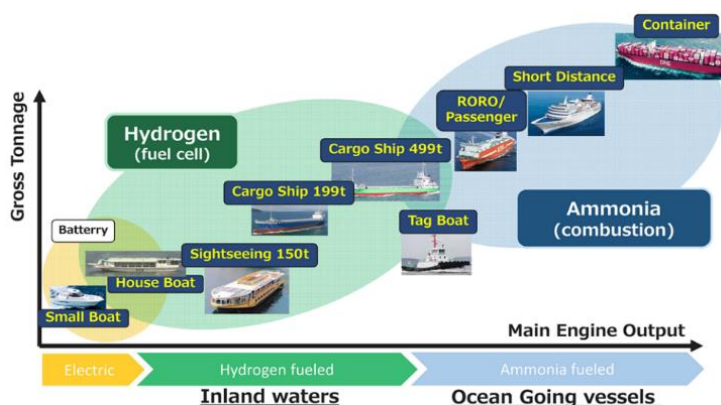 Container
Short Distance
RORO/
Passenger
Hydrogen
(fuel cell)
Cargo Ship 499t
Cargo Ship 199t
Ammonia
(combustion)
Tag Boat
Batterry
Sightseeing 150t
House Boat
Small Boat
Gross Tonnage
Main Engine Output
Electric
Hydrogen fueled
Ammonia fueled
Inland waters
Ocean Going vessels